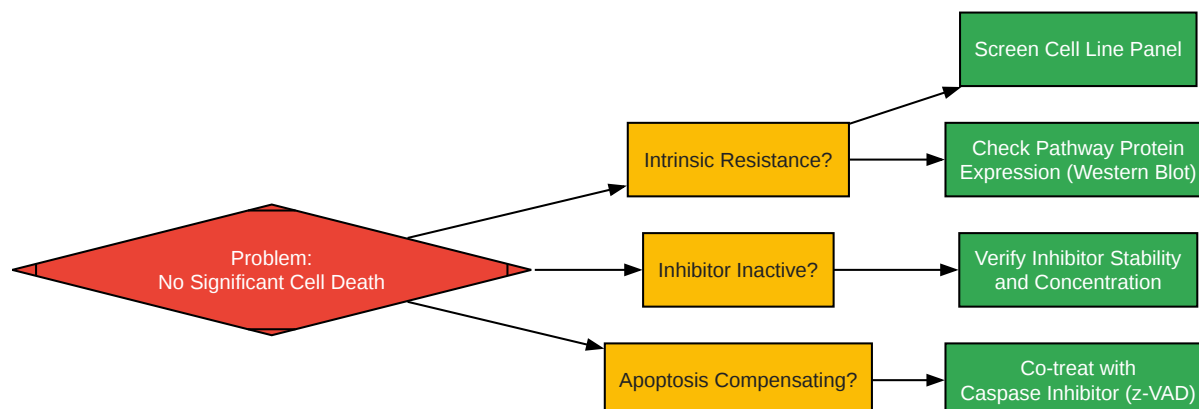 Screen Cell Line Panel
Intrinsic Resistance?
Check Pathway Protein
Expression (Western Blot)
Problem:
No Significant Cell Death
Inhibitor Inactive?
Verify Inhibitor Stability
and Concentration
Apoptosis Compensating?
Co-treat with
Caspase Inhibitor (z-VAD)